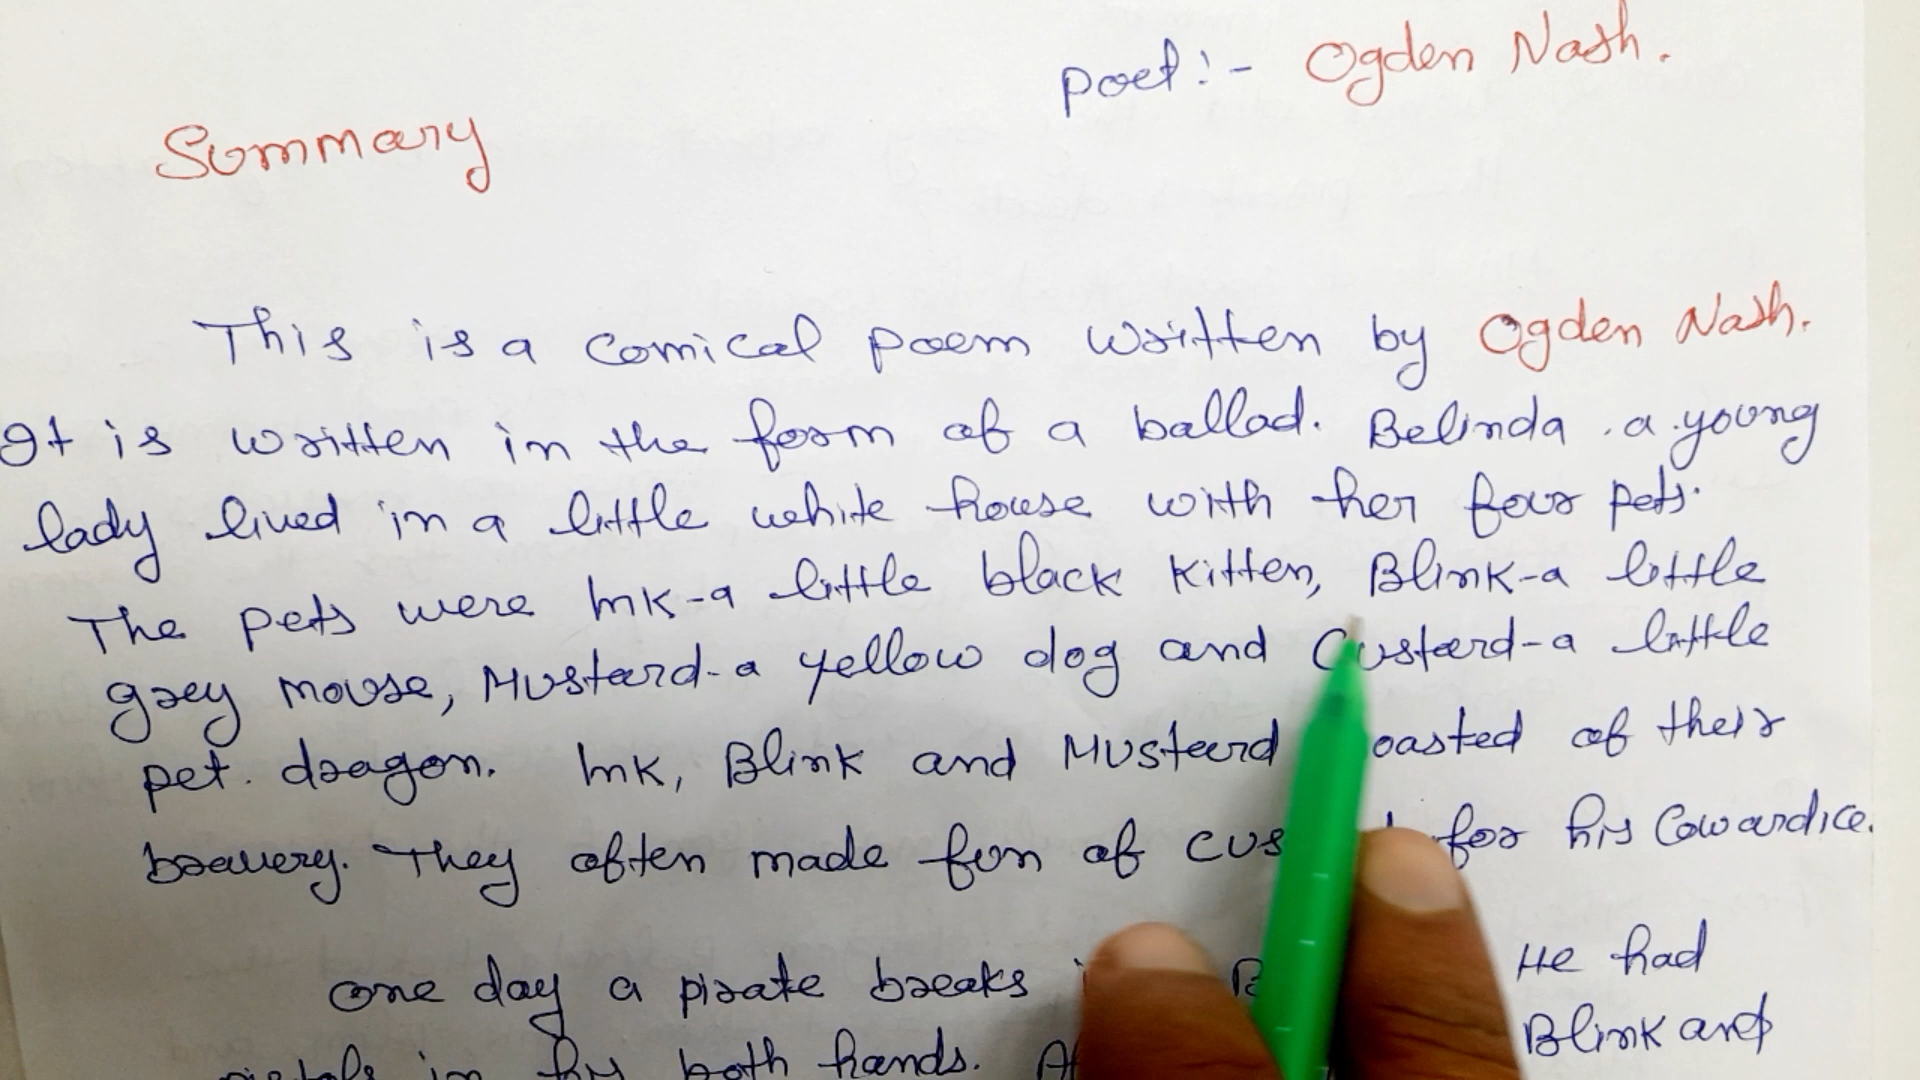 Poet:- Ogden Nash.
Summary
This is a comical poem written by Ogden Nash.
It is written in the form of a ballad. Belinda a young
lady lived in a little white house with her four pets.
The pets were Ink-a little black kitten, Blink-a little
grey mouse, Mustard-a yellow dog and Custard-a little
pet dragon. Ink, Blink and Mustard oasted of their
bravery. They often made fun of cus for his cowardice.
one day a pirate breaks He had
in his both hands. Blink and